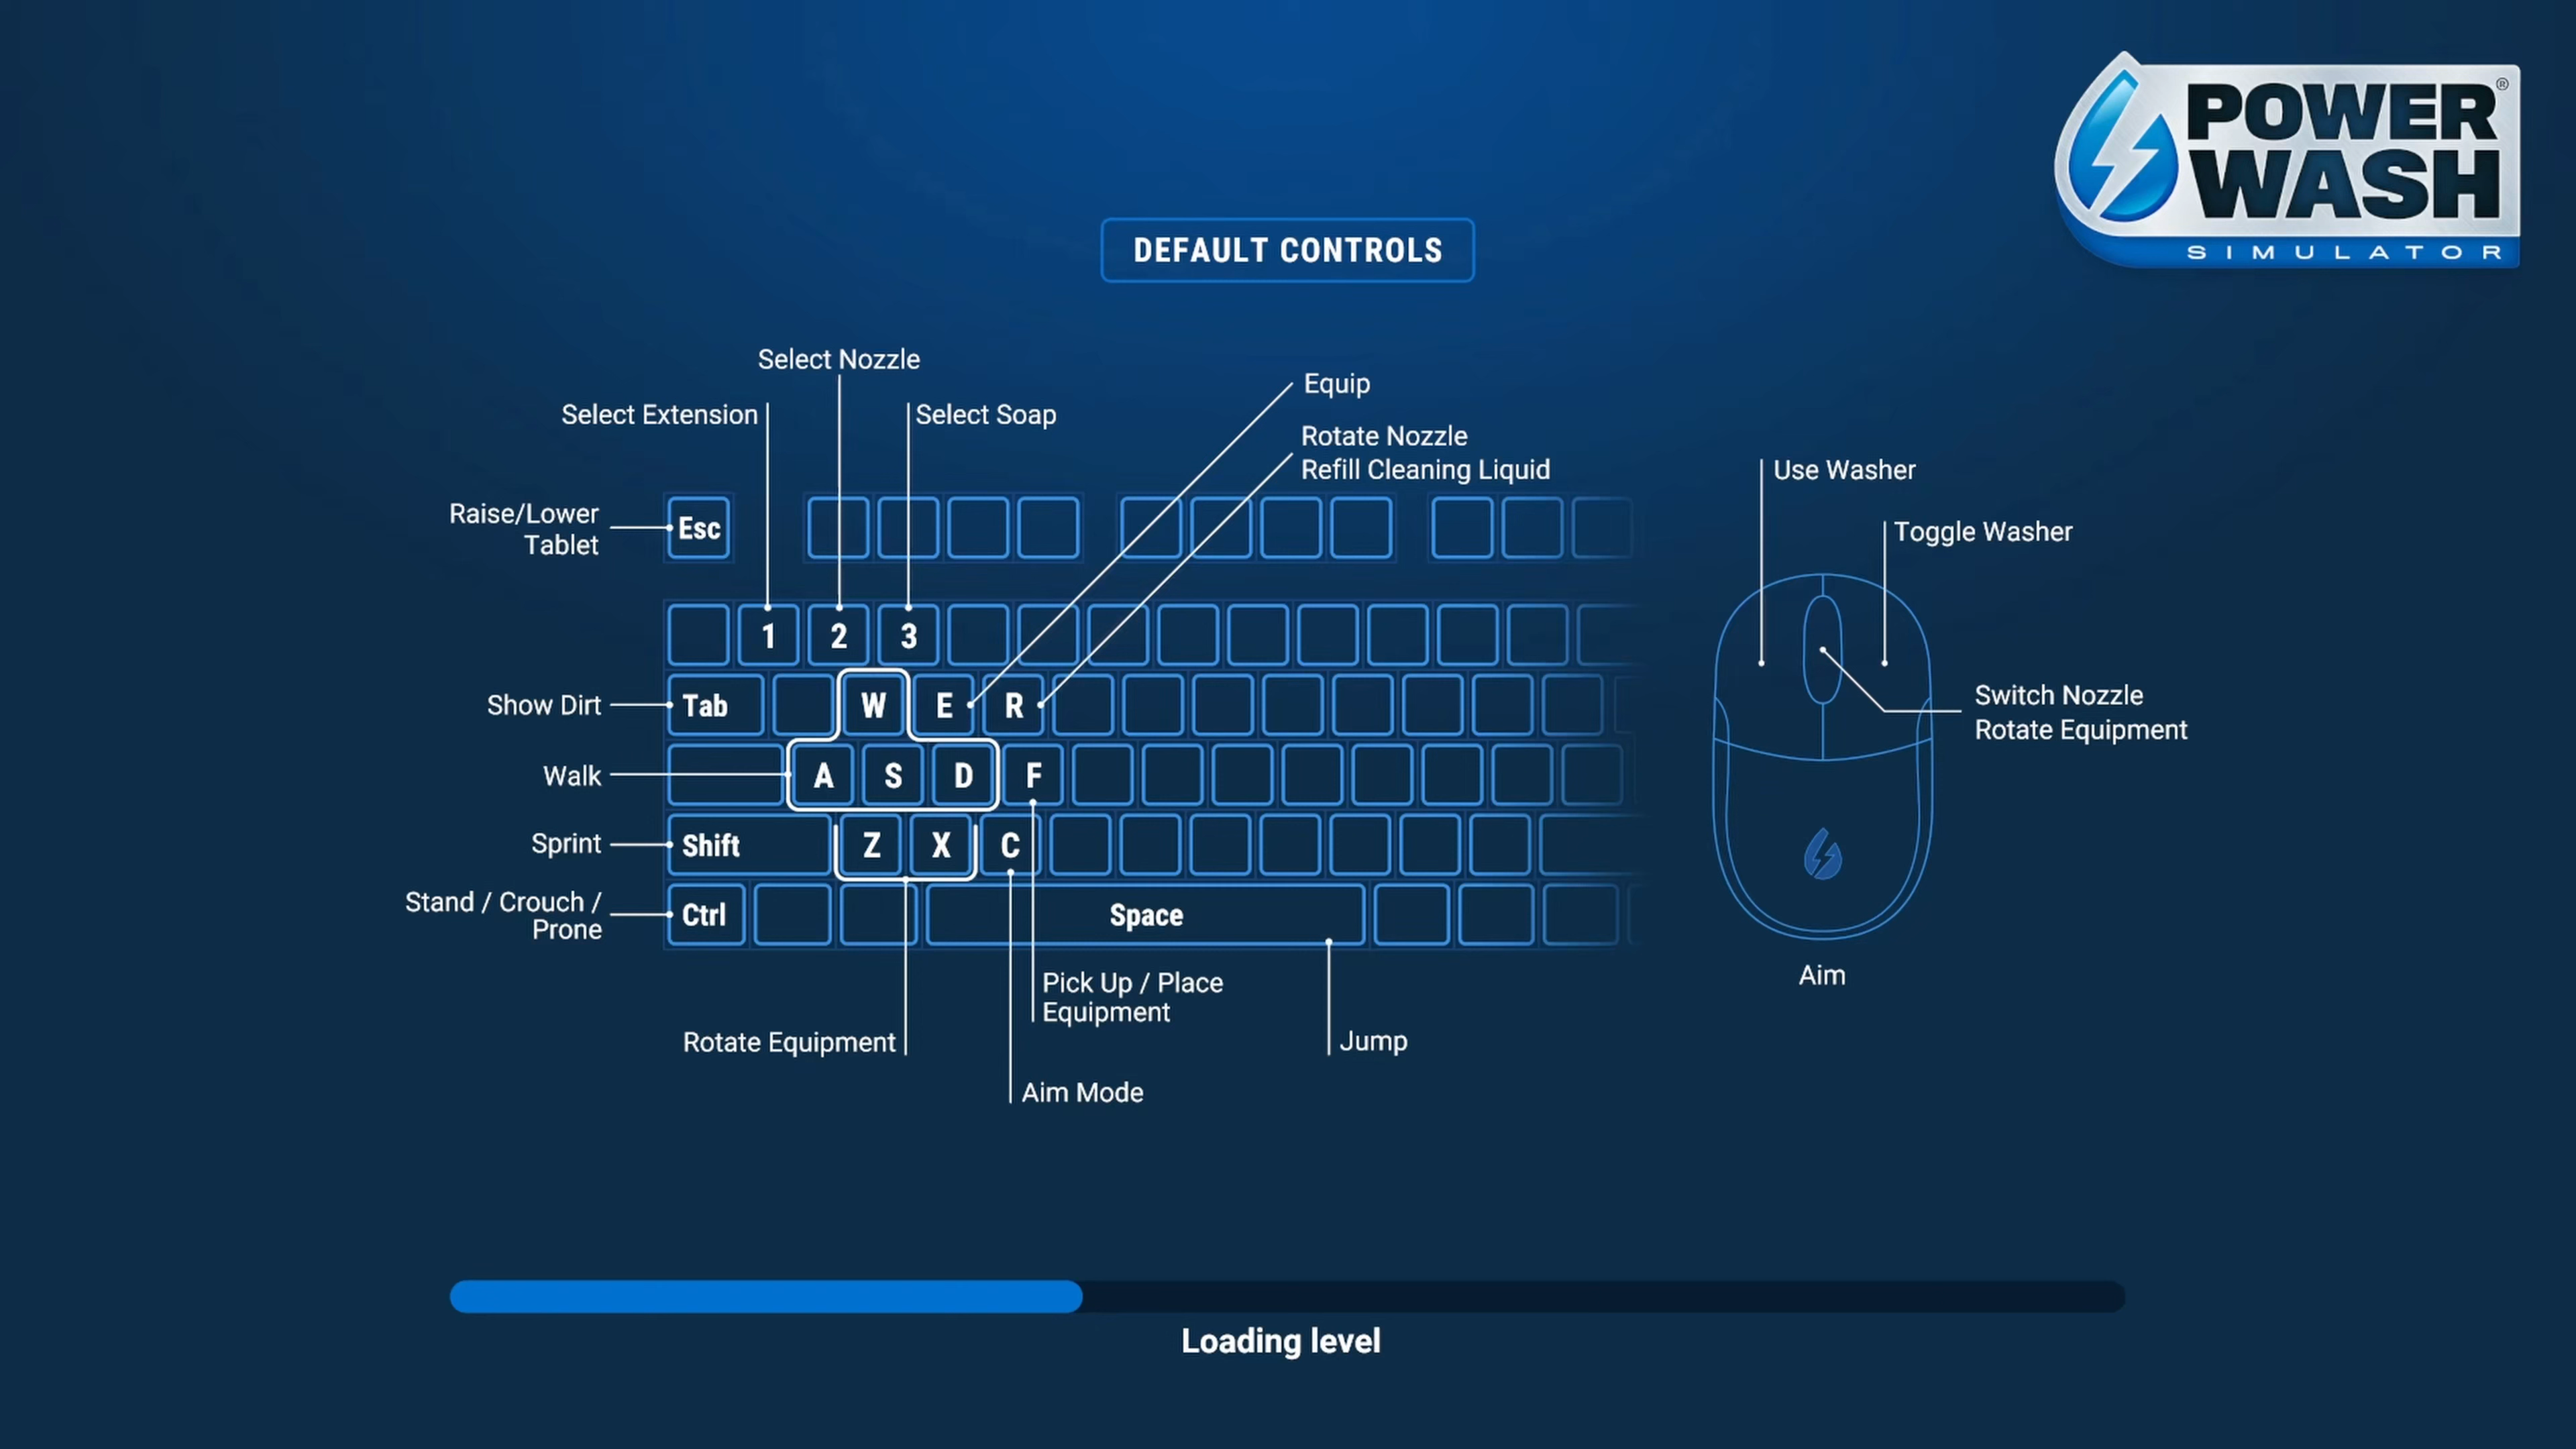 POWER®
WASH
SIMULATOR
DEFAULT CONTROLS
Select Nozzle
Select Extension
Select Soap
Equip
Rotate Nozzle
Refill Cleaning Liquid
Raise/Lower
Tablet
Esc
1 2 3
Show Dirt
Tab W E R
Walk
A S D F
Sprint
Shift Z X C
Stand / Crouch /
Prone
Ctrl Space
Pick Up / Place
Equipment
Rotate Equipment
Jump
Aim Mode
Use Washer
Toggle Washer
Switch Nozzle
Rotate Equipment
Aim
Loading level